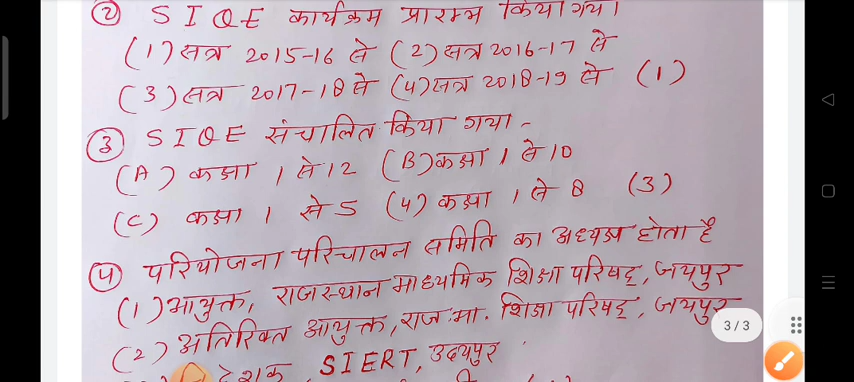 ② SIQE कार्यक्रम प्रारम्भ किया गया।
(1) सत्र 2015-16 से (2) सत्र 2016-17 से
(3) सत्र 2017-18 से (4) सत्र 2018-19 से (1)
③ SIQE संचालित किया गया -
(A) कक्षा 1 से 12 (B) कक्षा 1 से 10
(C) कक्षा 1 से 5 (4) कक्षा 1 से 8 (3)
④ परियोजना परिचालन समिति का अध्यक्ष होता है
(1) आयुक्त, राजस्थान माध्यमिक शिक्षा परिषद्, जयपुर
(2) अतिरिक्त आयुक्त, राज. मा. शिक्षा परिषद्, जयपुर
SIERT, उदयपुर
3/3